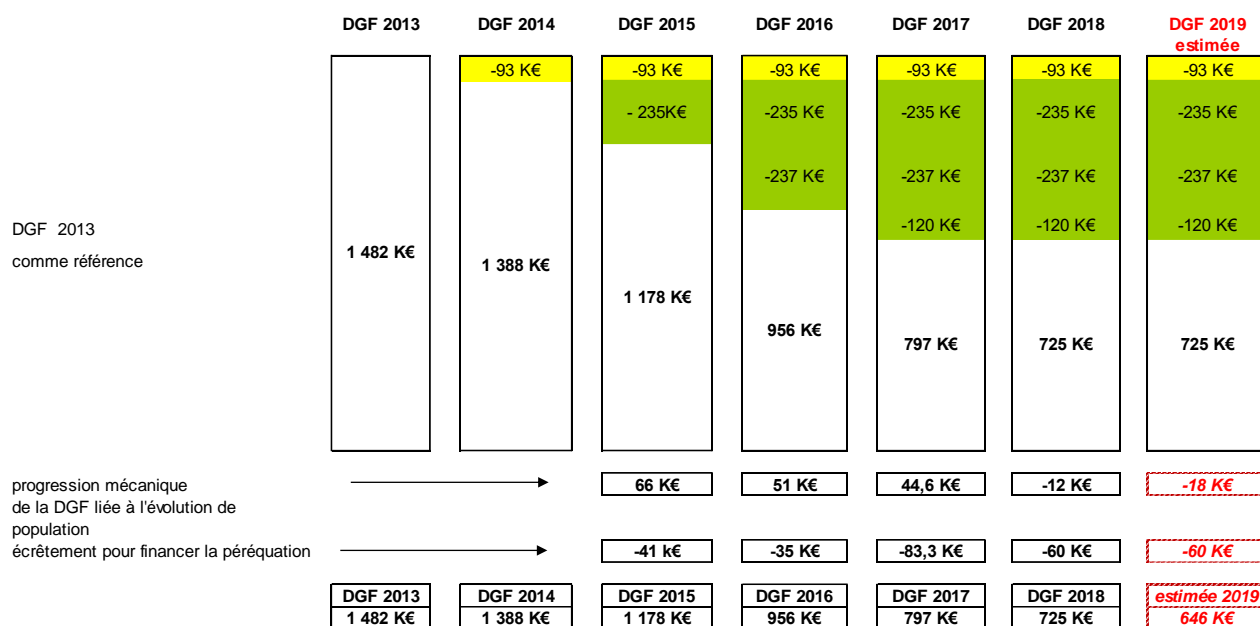 DGF 2013 DGF 2014 DGF 2015 DGF 2016 DGF 2017 DGF 2018 DGF 2019
estimée
-93 K€ -93 K€ -93 K€ -93 K€ -93 K€ -93 K€
- 235K€ -235 K€ -235 K€ -235 K€ -235 K€
-237 K€ -237 K€ -237 K€ -237 K€
DGF 2013 -120 K€ -120 K€ -120 K€
comme référence 1 482 K€ 1 388 K€
1 178 K€
956 K€ 797 K€ 725 K€ 725 K€
progression mécanique 66 K€ 51 K€ 44,6 K€ -12 K€ -18 K€
de la DGF liée à l'évolution de
population
écrêtement pour financer la péréquation -41 k€ -35 K€ -83,3 K€ -60 K€ -60 K€
DGF 2013 DGF 2014 DGF 2015 DGF 2016 DGF 2017 DGF 2018 estimée 2019
1 482 K€ 1 388 K€ 1 178 K€ 956 K€ 797 K€ 725 K€ 646 K€